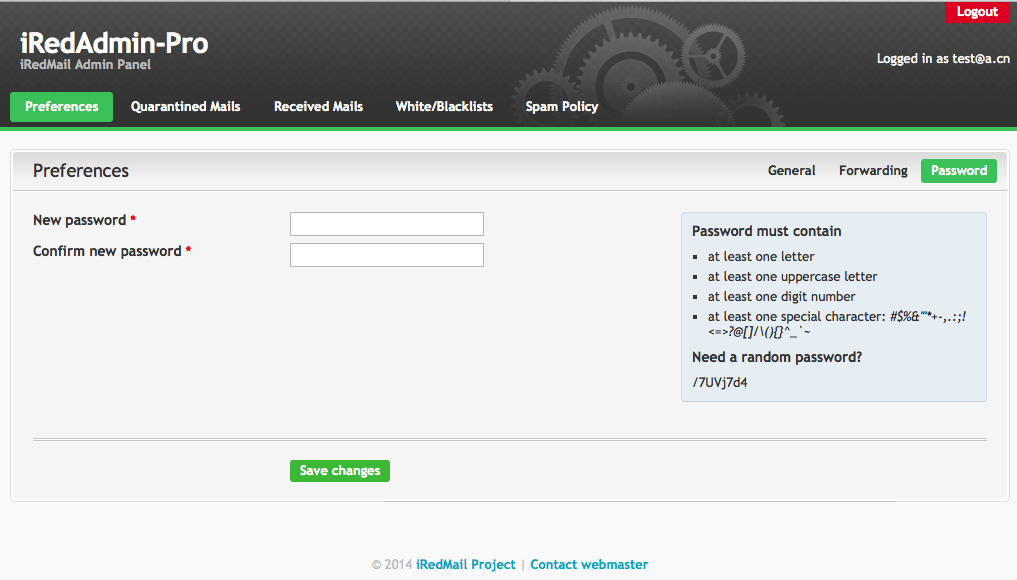 Logout
iRedAdmin-Pro
iRedMail Admin Panel
Logged in as test@a.cn
Preferences Quarantined Mails Received Mails White/Blacklists Spam Policy
Preferences General Forwarding Password
New password *
Confirm new password *
Password must contain
at least one letter
at least one uppercase letter
at least one digit number
at least one special character: #$%&'"*+-,.:;!
<=>?@[]/\(){}^_`~
Need a random password?
/7UVj7d4
Save changes
© 2014 iRedMail Project | Contact webmaster